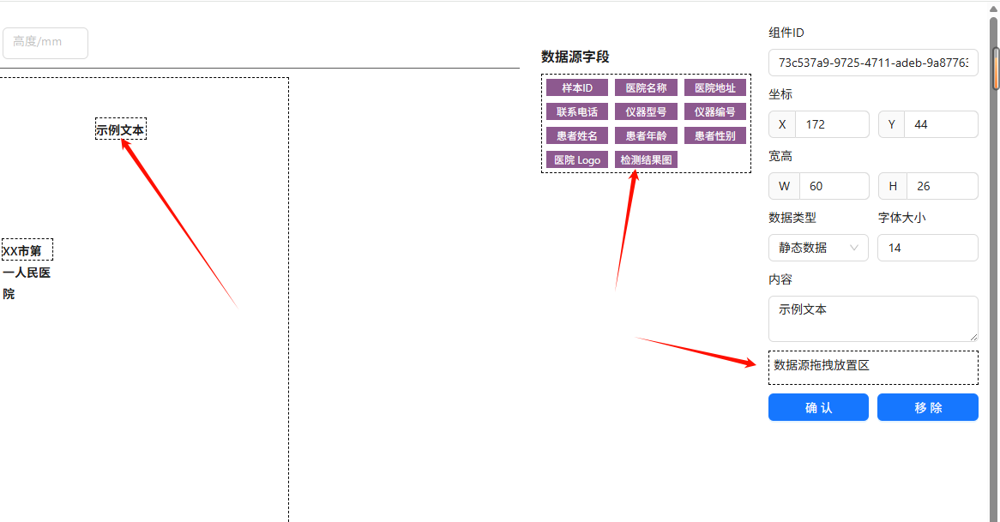 高度/mm
示例文本
XX市第
一人民医
院
数据源字段
样本ID 医院名称 医院地址
联系电话 仪器型号 仪器编号
患者姓名 患者年龄 患者性别
医院 Logo 检测结果图
组件ID
73c537a9-9725-4711-adeb-9a87763
坐标
X 172 Y 44
宽高
W 60 H 26
数据类型 字体大小
静态数据 14
内容
示例文本
数据源拖拽放置区
确 认 移 除